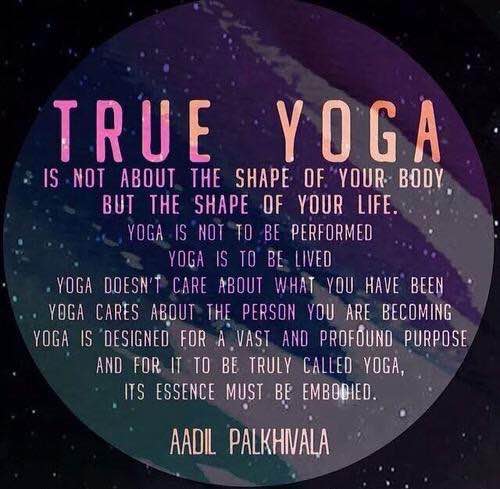 TRUE YOGA
IS NOT ABOUT THE SHAPE OF YOUR BODY
BUT THE SHAPE OF YOUR LIFE.
YOGA IS NOT TO BE PERFORMED
YOGA IS TO BE LIVED
YOGA DOESN'T CARE ABOUT WHAT YOU HAVE BEEN
YOGA CARES ABOUT THE PERSON YOU ARE BECOMING
YOGA IS DESIGNED FOR A VAST AND PROFOUND PURPOSE
AND FOR IT TO BE TRULY CALLED YOGA,
ITS ESSENCE MUST BE EMBODIED.
AADIL PALKHIVALA